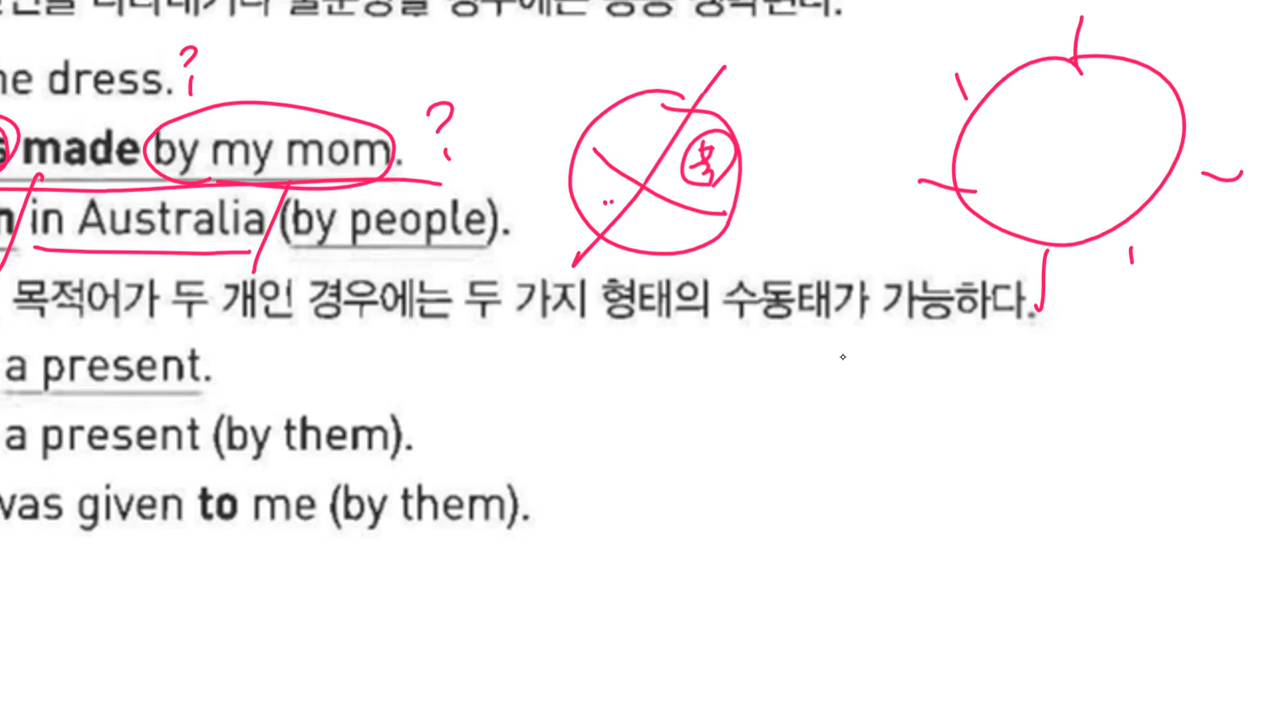 he dress. ?
made by my mom. ?
n in Australia (by people).
목적어가 두 개인 경우에는 두 가지 형태의 수동태가 가능하다.
a present.
a present (by them).
was given to me (by them).